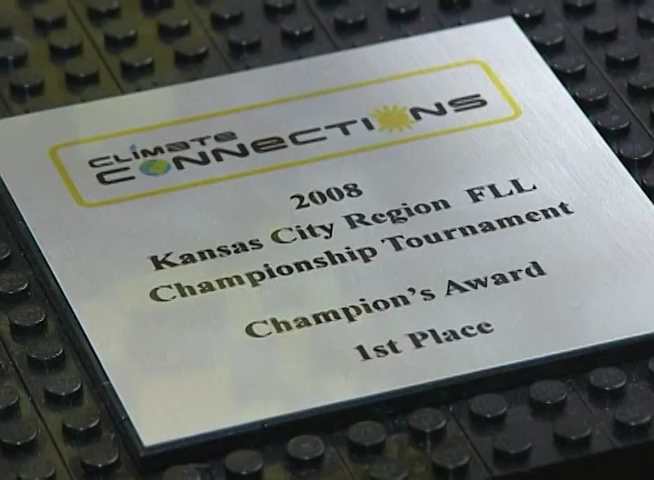 CLIMATE
CONNECTIONS
2008
Kansas City Region FLL
Championship Tournament
Champion's Award
1st Place